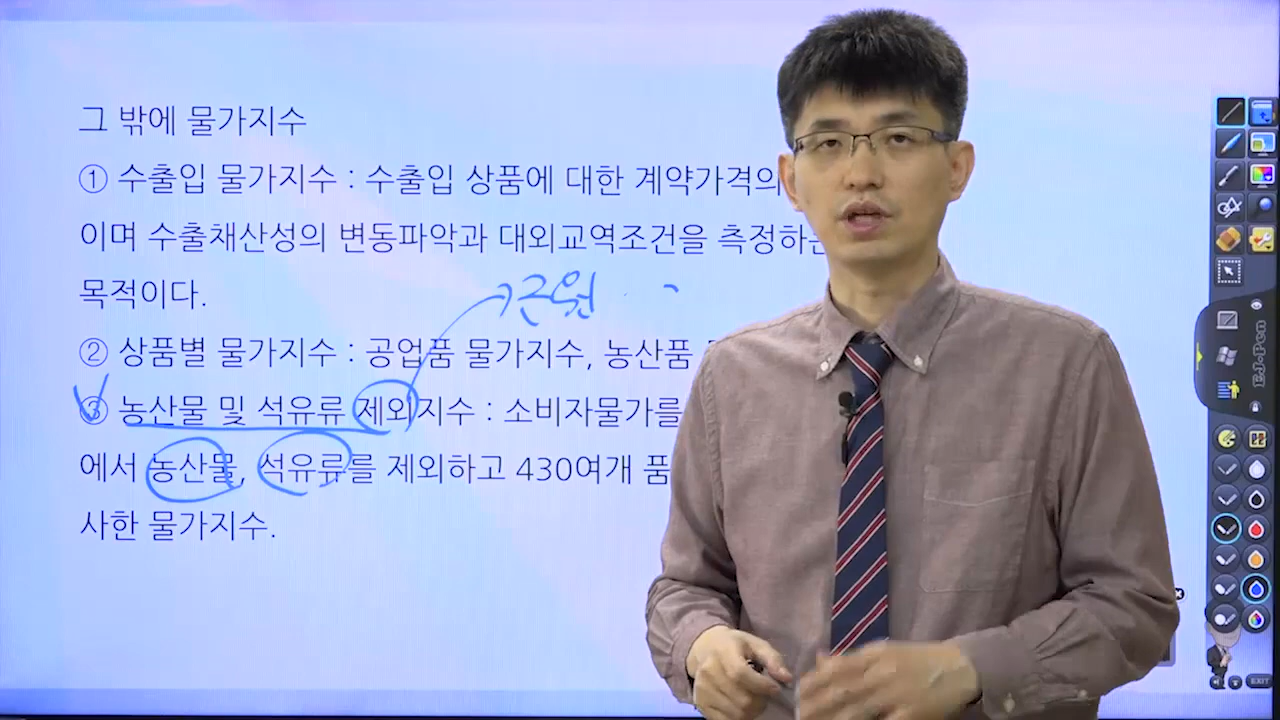 그 밖에 물가지수
① 수출입 물가지수 : 수출입 상품에 대한 계약가격의
이며 수출채산성의 변동파악과 대외교역조건을 측정하는
목적이다.
근원
② 상품별 물가지수 : 공업품 물가지수, 농산품
③ 농산물 및 석유류 제외지수 : 소비자물가를
에서 농산물, 석유류를 제외하고 430여개 품
사한 물가지수.
EJ-Pen
EXIT